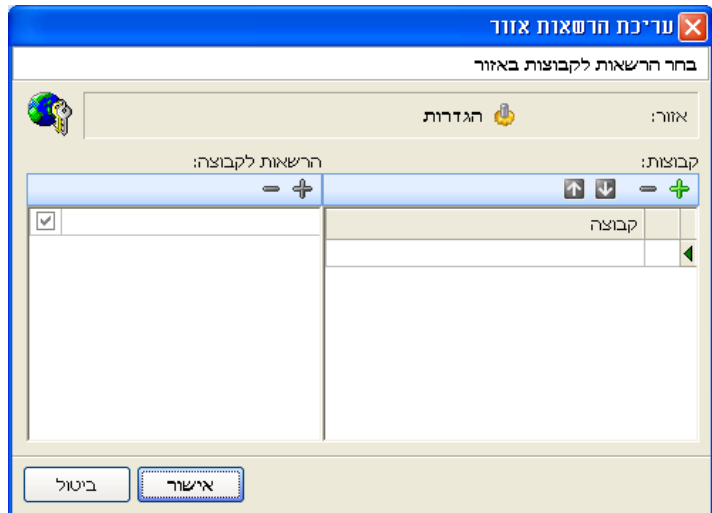 עריכת הרשאות אזור
בחר הרשאות לקבוצות באזור
אזור: הגדרות
קבוצות:
הרשאות לקבוצה:
קבוצה
אישור
ביטול